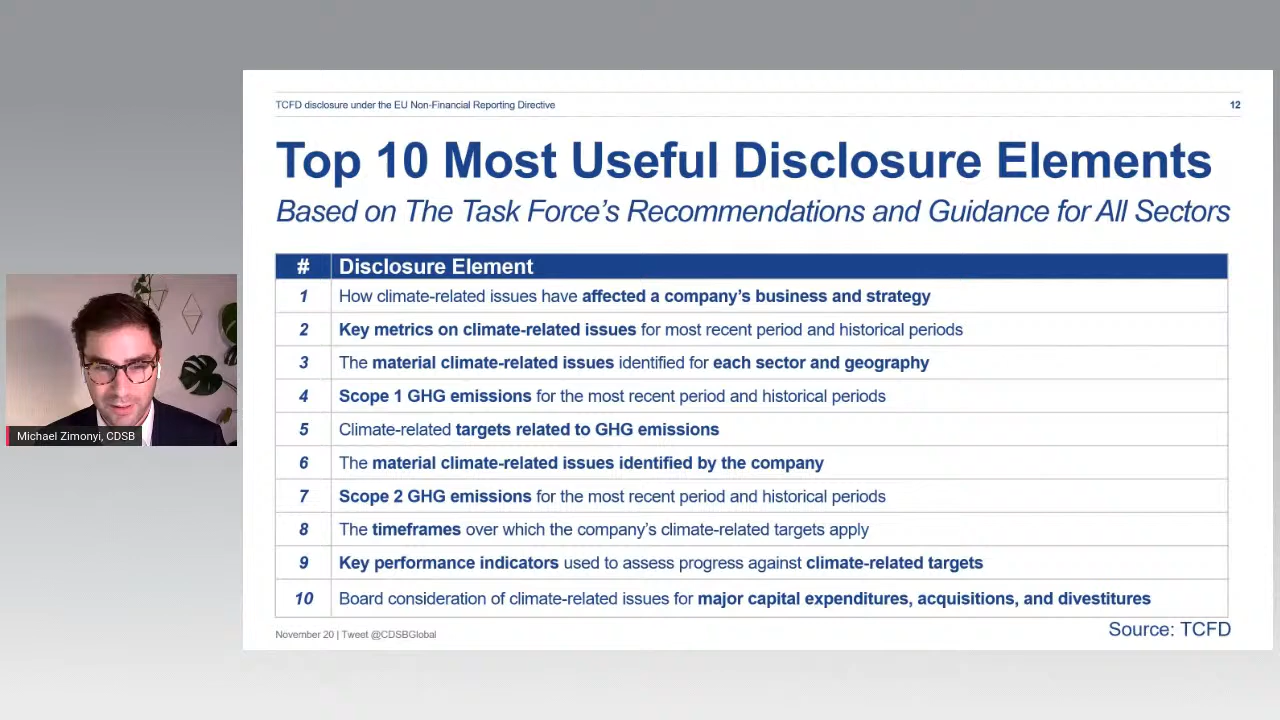 TCFD disclosure under the EU Non-Financial Reporting Directive
12
Top 10 Most Useful Disclosure Elements
Based on The Task Force's Recommendations and Guidance for All Sectors
# Disclosure Element
1 How climate-related issues have affected a company's business and strategy
2 Key metrics on climate-related issues for most recent period and historical periods
3 The material climate-related issues identified for each sector and geography
4 Scope 1 GHG emissions for the most recent period and historical periods
5 Climate-related targets related to GHG emissions
6 The material climate-related issues identified by the company
7 Scope 2 GHG emissions for the most recent period and historical periods
8 The timeframes over which the company's climate-related targets apply
9 Key performance indicators used to assess progress against climate-related targets
10 Board consideration of climate-related issues for major capital expenditures, acquisitions, and divestitures
November 20 | Tweet @CDSBGlobal
Source: TCFD
Michael Zimonyi, CDSB